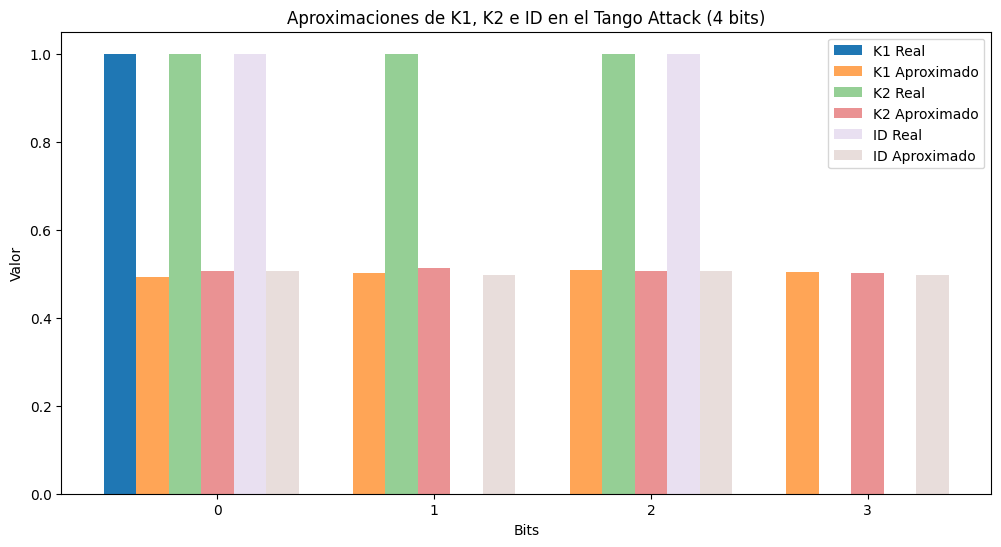 Aproximaciones de K1, K2 e ID en el Tango Attack (4 bits)
K1 Real
K1 Aproximado
K2 Real
K2 Aproximado
ID Real
ID Aproximado
Valor
1.0
0.8
0.6
0.4
0.2
0.0
0 1 2 3
Bits